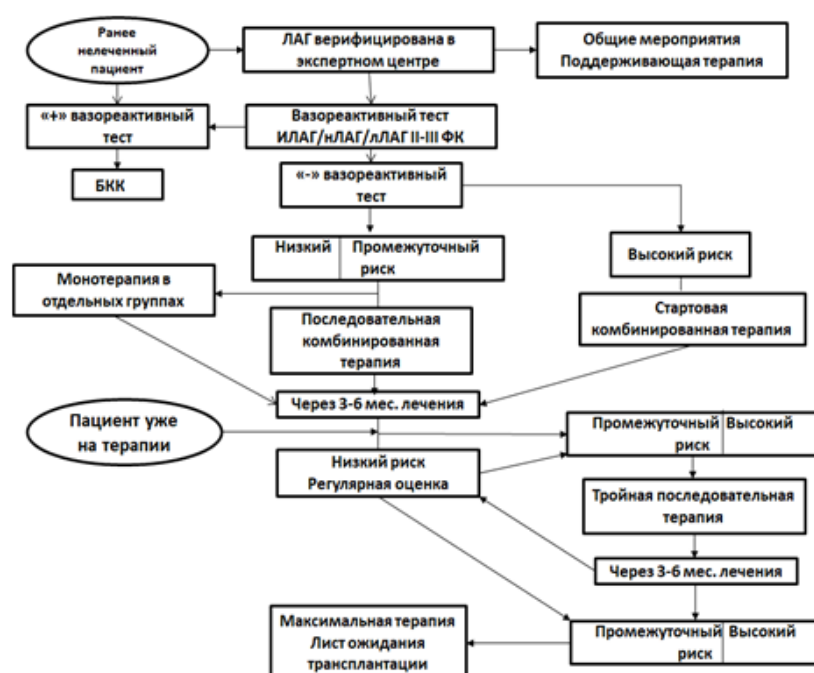 Ранее
нелеченный
пациент
ЛАГ верифицирована в
экспертном центре
Общие мероприятия
Поддерживающая терапия
«+» вазореактивный
тест
Вазореактивный тест
ИЛАГ/нЛАГ/лЛАГ II-III ФК
БКК
«-» вазореактивный
тест
Низкий Промежуточный
риск
Высокий риск
Монотерапия в
отдельных группах
Последовательная
комбинированная
терапия
Стартовая
комбинированная терапия
Через 3-6 мес. лечения
Пациент уже
на терапии
Промежуточный Высокий
риск
Низкий риск
Регулярная оценка
Тройная последовательная
терапия
Через 3-6 мес. лечения
Максимальная терапия
Лист ожидания
трансплантации
Промежуточный Высокий
риск